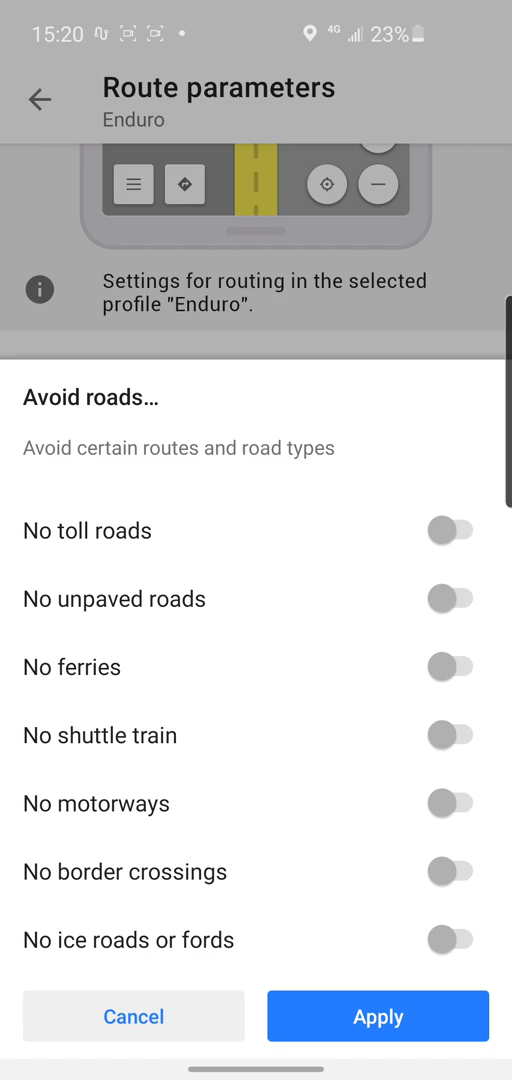 15:20
4G
23%
Route parameters
Enduro
Settings for routing in the selected
profile "Enduro".
Avoid roads…
Avoid certain routes and road types
No toll roads
No unpaved roads
No ferries
No shuttle train
No motorways
No border crossings
No ice roads or fords
Cancel
Apply